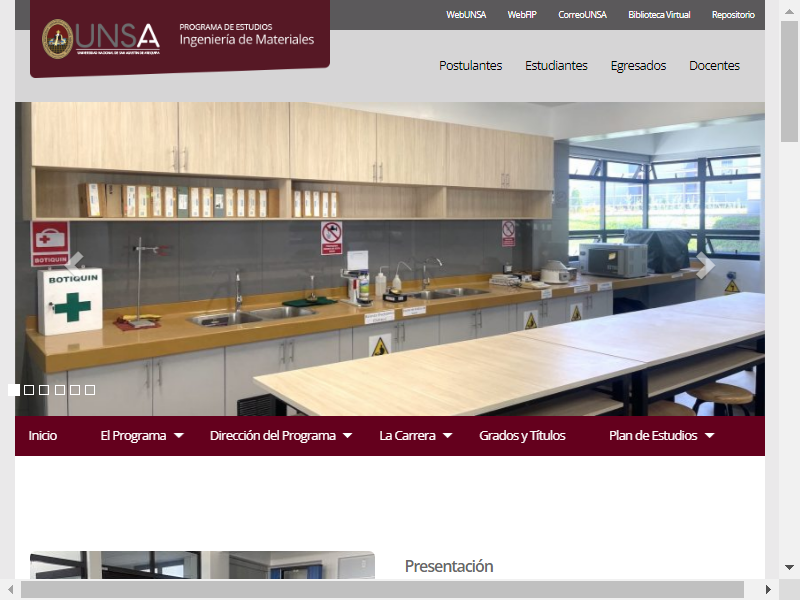 WebUNSA WebFIP CorreoUNSA Biblioteca Virtual Repositorio
UNSA
UNIVERSIDAD NACIONAL DE SAN AGUSTÍN DE AREQUIPA
PROGRAMA DE ESTUDIOS
Ingeniería de Materiales
Postulantes Estudiantes Egresados Docentes
BOTIQUIN
BOTIQUIN
Inicio El Programa Dirección del Programa La Carrera Grados y Títulos Plan de Estudios
Presentación